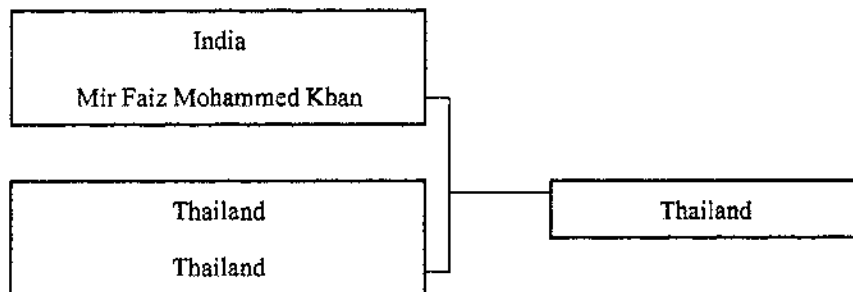 India
Mir Faiz Mohammed Khan
Thailand
Thailand
Thailand